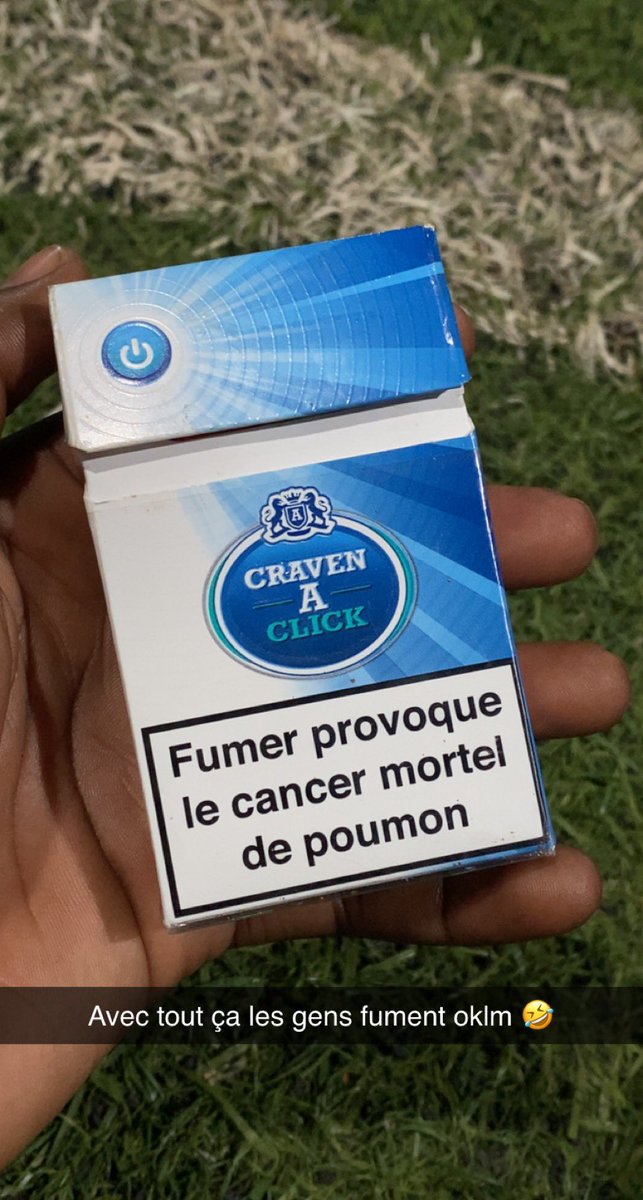 A
CRAVEN
A
CLICK
Fumer provoque
le cancer mortel
de poumon
Avec tout ça les gens fument oklm 🤣